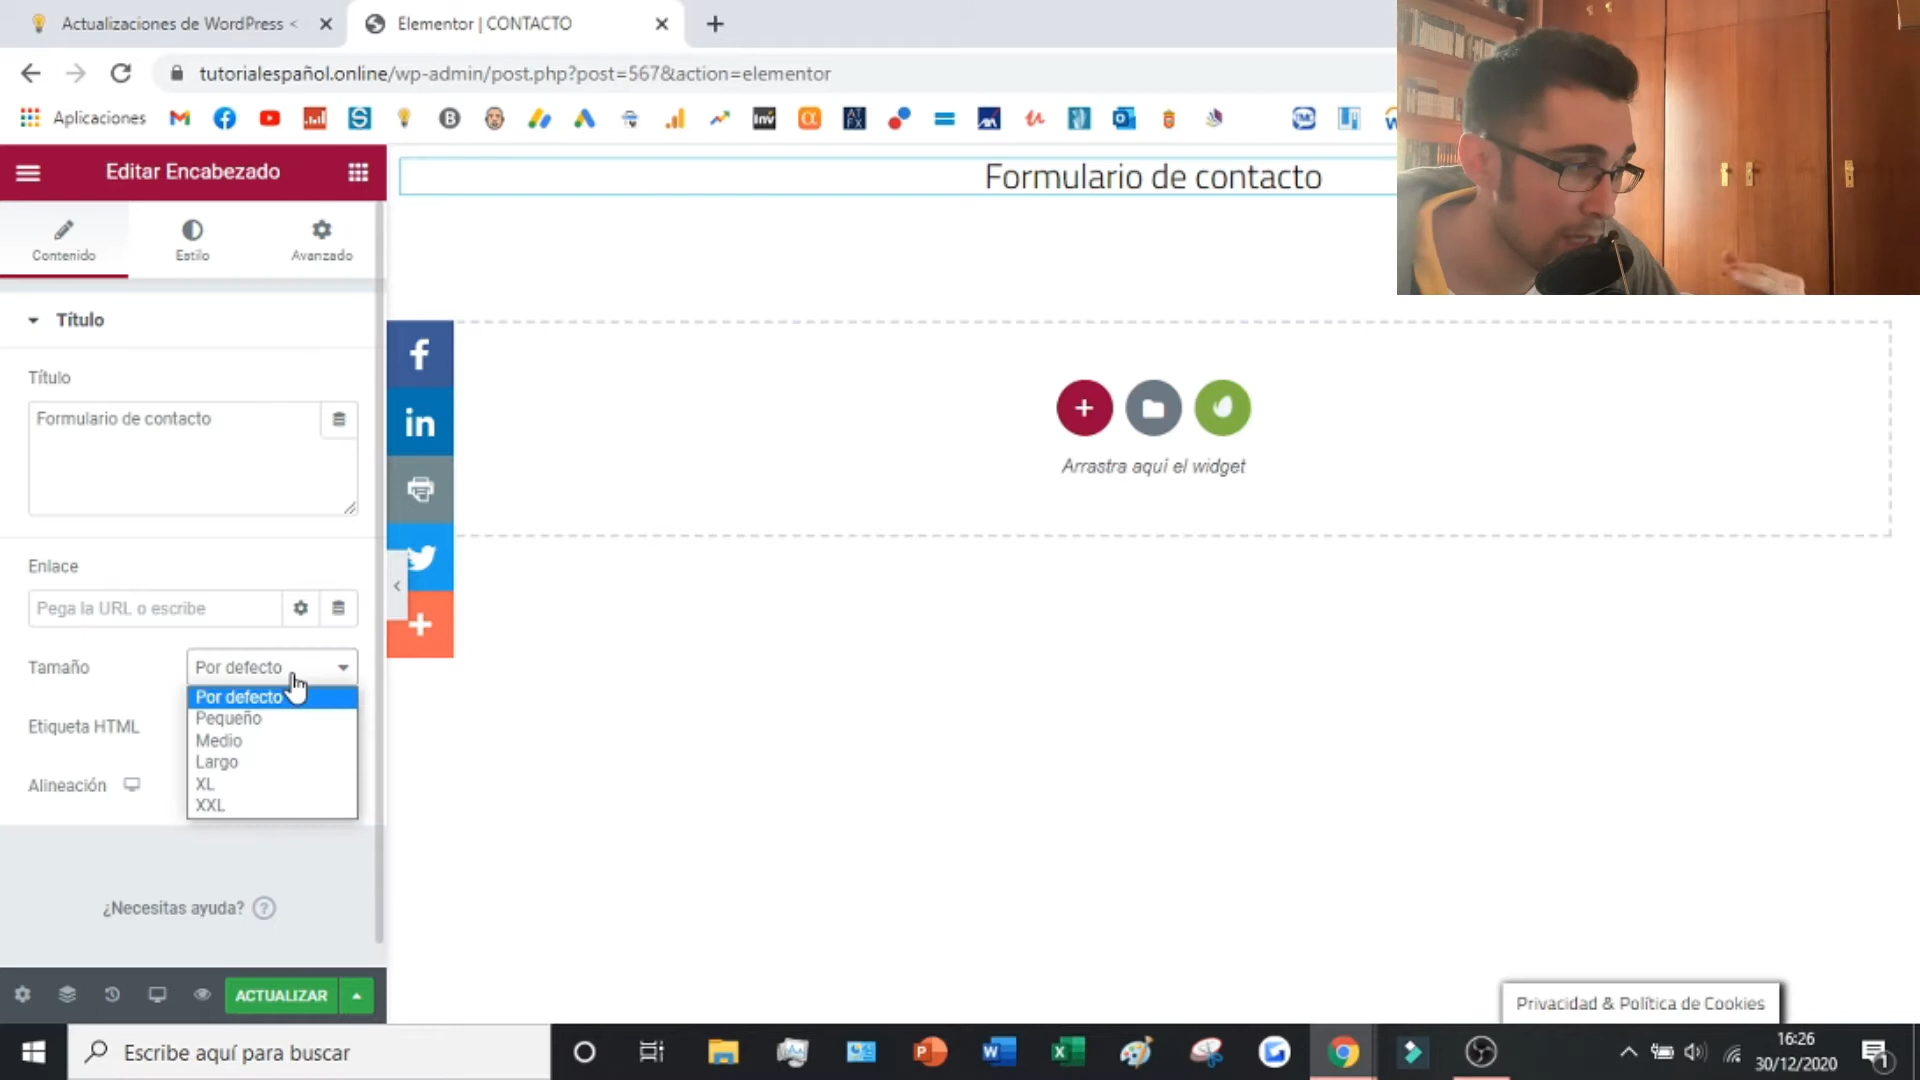 Actualizaciones de WordPress <
Elementor | CONTACTO
tutorialespañol.online/wp-admin/post.php?post=567&action=elementor
Aplicaciones
Inv
Editar Encabezado
Formulario de contacto
Contenido
Estilo
Avanzado
Título
Título
Formulario de contacto
Arrastra aquí el widget
Enlace
Pega la URL o escribe
Tamaño
Por defecto
Por defecto
Pequeño
Medio
Largo
XL
XXL
Etiqueta HTML
Alineación
¿Necesitas ayuda?
ACTUALIZAR
Privacidad & Política de Cookies
Escribe aquí para buscar
16:26
30/12/2020
1